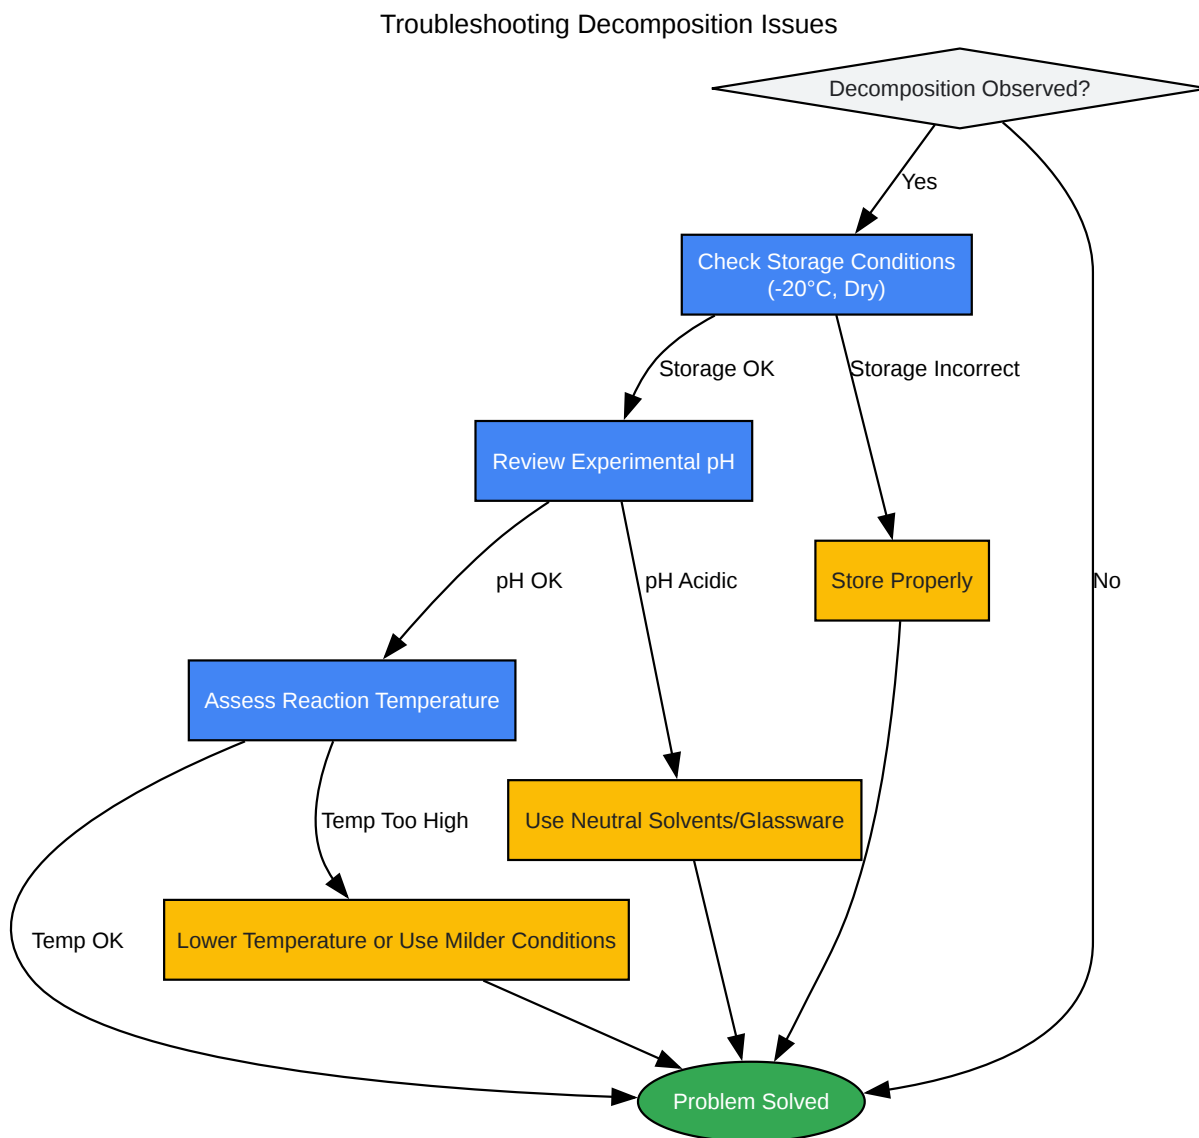 Troubleshooting Decomposition Issues
Decomposition Observed?
Yes
Check Storage Conditions
(-20°C, Dry)
Storage OK
Storage Incorrect
Review Experimental pH
pH OK
pH Acidic
Store Properly
No
Assess Reaction Temperature
Temp Too High
Use Neutral Solvents/Glassware
Temp OK
Lower Temperature or Use Milder Conditions
Problem Solved